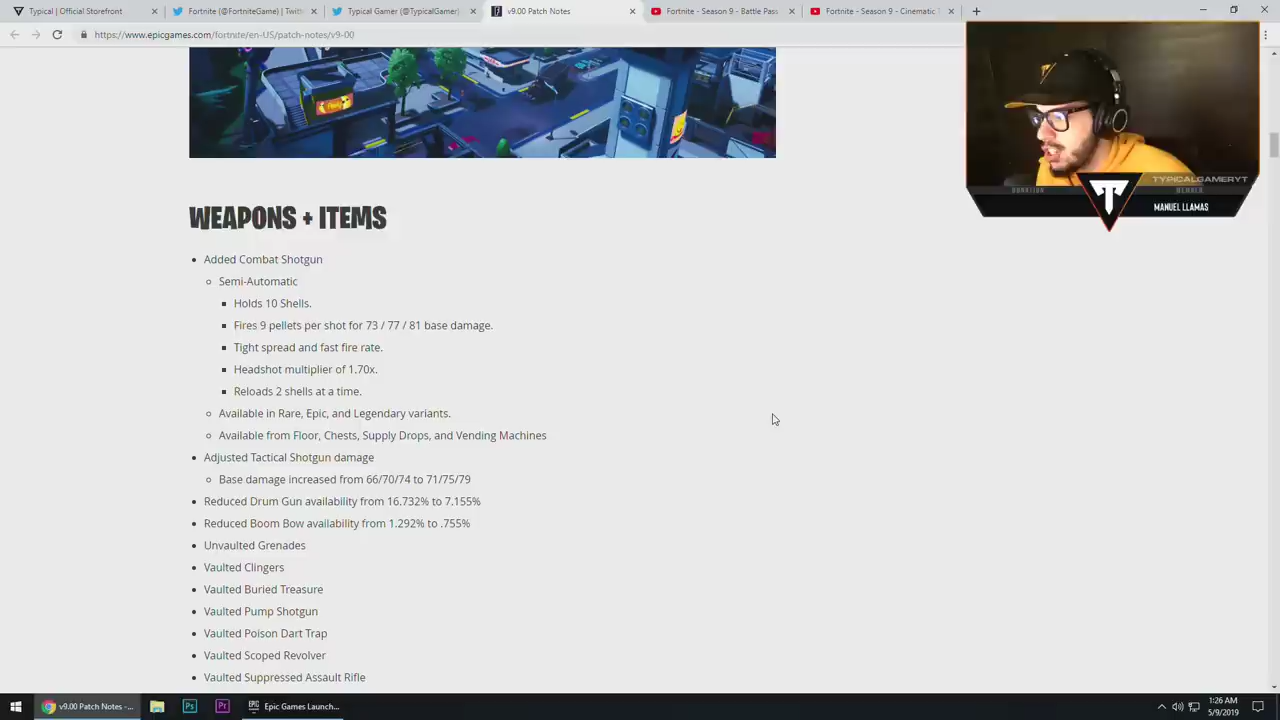 Typical | Official Storefront
Fortnite (@FortniteGame) | Twitt
Typical Gamer (@TypicalGamer) |
v9.00 Patch Notes
Fortnite - Season 9 - Battle Pass
Fortnite - Season 9 - Cinematic T
https://www.epicgames.com/fortnite/en-US/patch-notes/v9-00
WEAPONS + ITEMS
Added Combat Shotgun
Semi-Automatic
Holds 10 Shells.
Fires 9 pellets per shot for 73 / 77 / 81 base damage.
Tight spread and fast fire rate.
Headshot multiplier of 1.70x.
Reloads 2 shells at a time.
Available in Rare, Epic, and Legendary variants.
Available from Floor, Chests, Supply Drops, and Vending Machines
Adjusted Tactical Shotgun damage
Base damage increased from 66/70/74 to 71/75/79
Reduced Drum Gun availability from 16.732% to 7.155%
Reduced Boom Bow availability from 1.292% to .755%
Unvaulted Grenades
Vaulted Clingers
Vaulted Buried Treasure
Vaulted Pump Shotgun
Vaulted Poison Dart Trap
Vaulted Scoped Revolver
Vaulted Suppressed Assault Rifle
TYPICALGAMERYT
DONATION
MEMBER
MANUEL LLAMAS
Ps
Pr
v9.00 Patch Notes -...
Epic Games Launch...
1:26 AM
5/9/2019